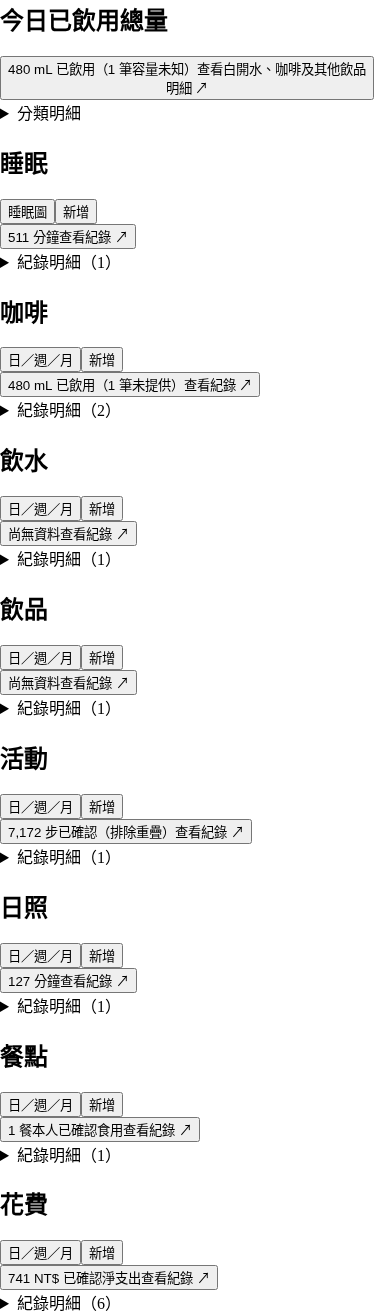 今日已飲用總量
480 mL 已飲用（1 筆容量未知）查看白開水、咖啡及其他飲品
明細 ↗
▶ 分類明細
睡眠
睡眠圖 新增
511 分鐘查看紀錄 ↗
▶ 紀錄明細（1）
咖啡
日／週／月 新增
480 mL 已飲用（1 筆未提供）查看紀錄 ↗
▶ 紀錄明細（2）
飲水
日／週／月 新增
尚無資料查看紀錄 ↗
▶ 紀錄明細（1）
飲品
日／週／月 新增
尚無資料查看紀錄 ↗
▶ 紀錄明細（1）
活動
日／週／月 新增
7,172 步已確認（排除重疊）查看紀錄 ↗
▶ 紀錄明細（1）
日照
日／週／月 新增
127 分鐘查看紀錄 ↗
▶ 紀錄明細（1）
餐點
日／週／月 新增
1 餐本人已確認食用查看紀錄 ↗
▶ 紀錄明細（1）
花費
日／週／月 新增
741 NT$ 已確認淨支出查看紀錄 ↗
▶ 紀錄明細（6）